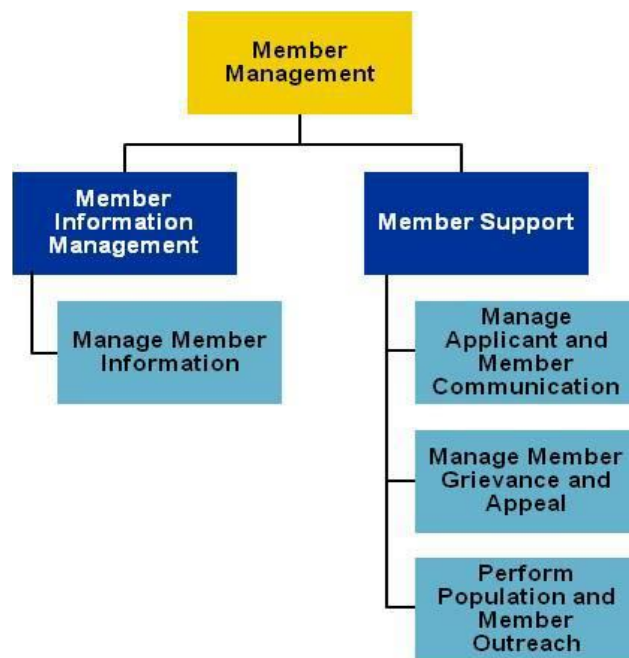 Member
Management
Member
Information
Management
Member Support
Manage Member
Information
Manage
Applicant and
Member
Communication
Manage Member
Grievance and
Appeal
Perform
Population and
Member
Outreach